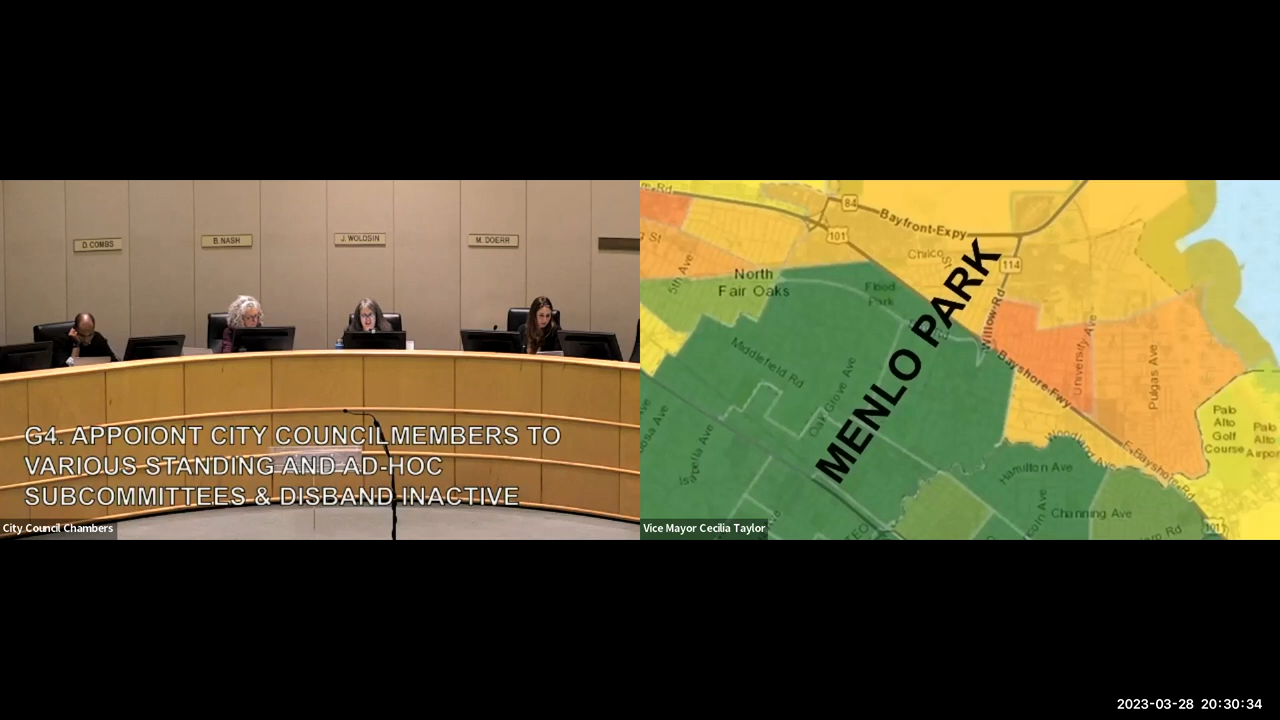 D. COMBS
B. NASH
J. WOLOSIN
M. DOERR
G4. APPOIONT CITY COUNCILMEMBERS TO
VARIOUS STANDING AND AD-HOC
SUBCOMMITTEES & DISBAND INACTIVE
City Council Chambers
84
Bayfront-Expy
101
Chrico St
114
5th Ave
North
Fair Oaks
Flood
Park
MENLO PARK
Willow-Rd
Middlefield Rd
Oak Grove Ave
Bayshore-Fwy
University Ave
Pulgas Ave
Palo
Alto
Golf
Course
Palo
Alto
Airport
E-Bayshore-Rd
Hamilton Ave
Channing Ave
101
Vice Mayor Cecilia Taylor
2023-03-28 20:30:34